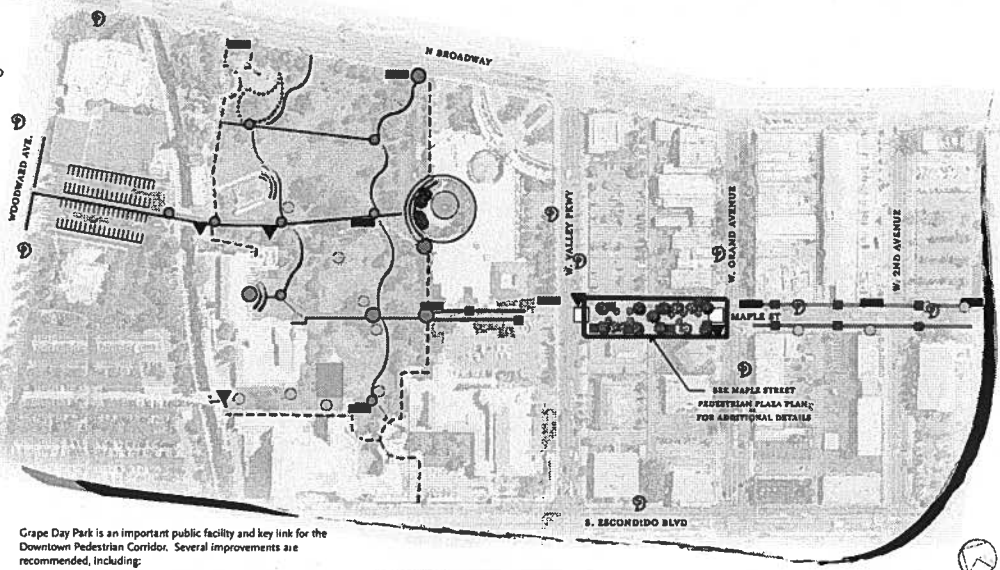 N BROADWAY
WOODWARD AVE.
W. VALLEY PKWY
W. GRAND AVENUE
W. 2ND AVENUE
MAPLE ST
SEE MAPLE STREET
PEDESTRIAN PLAZA PLAN
FOR ADDITIONAL DETAILS
S. ESCONDIDO BLVD
Grape Day Park is an important public facility and key link for the
Downtown Pedestrian Corridor. Several improvements are
recommended, including: